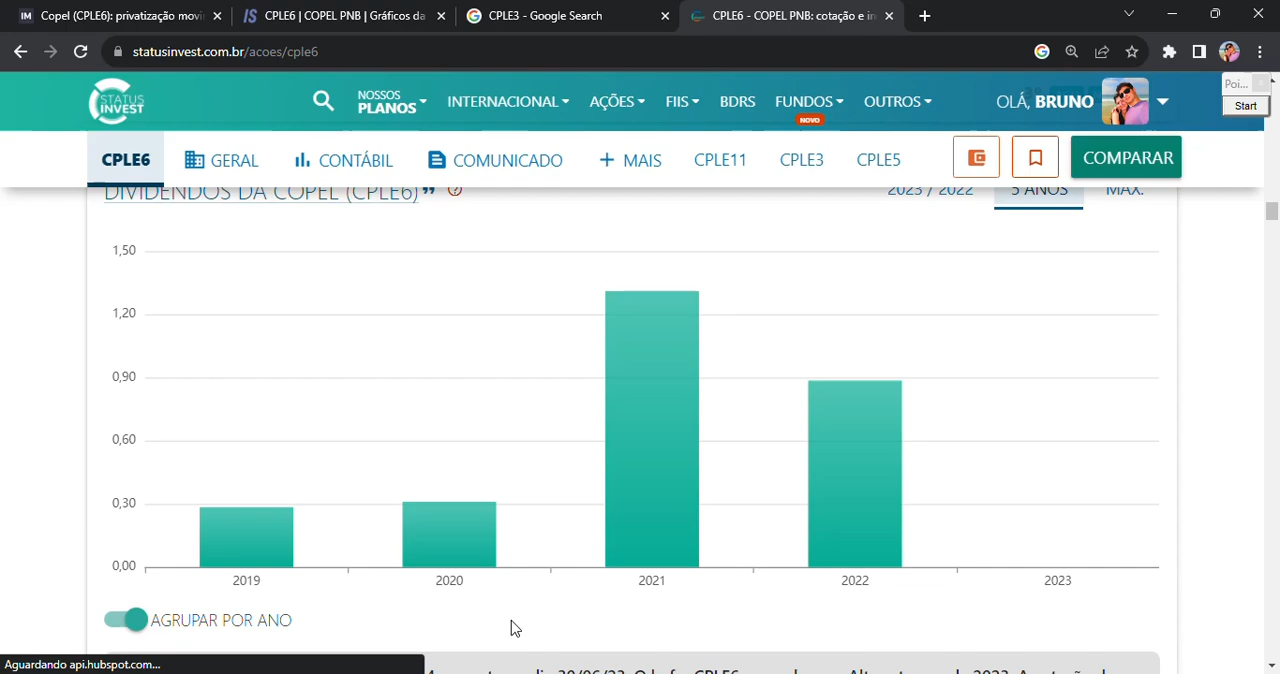 Copel (CPLE6): privatização movi
CPLE6 | COPEL PNB | Gráficos da
CPLE3 - Google Search
CPLE6 - COPEL PNB: cotação e in
statusinvest.com.br/acoes/cple6
STATUS INVEST
NOSSOS PLANOS
INTERNACIONAL
AÇÕES
FIIS
BDRS
FUNDOS
NOVO
OUTROS
OLÁ, BRUNO
Poi...
Start
CPLE6
GERAL
CONTÁBIL
COMUNICADO
MAIS
CPLE11
CPLE3
CPLE5
COMPARAR
DIVIDENDOS DA COPEL (CPLE6)
2023 / 2022
5 ANOS
MÁX.
1,50
1,20
0,90
0,60
0,30
0,00
2019
2020
2021
2022
2023
AGRUPAR POR ANO
Aguardando api.hubspot.com...